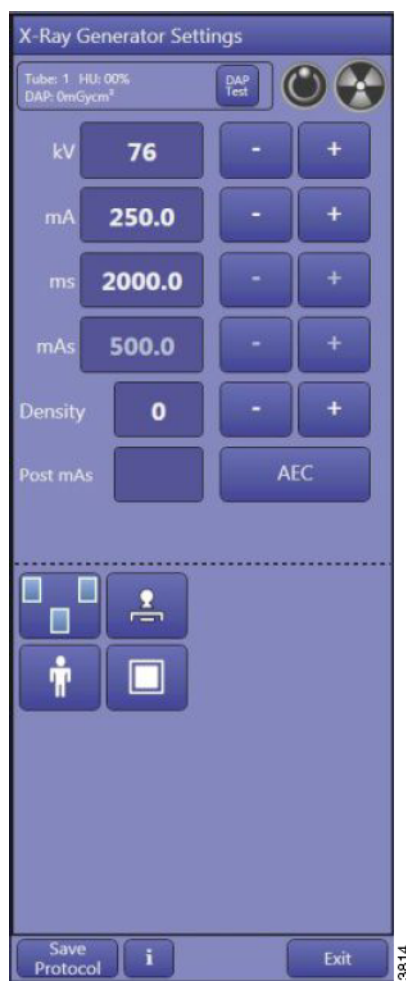 X-Ray Generator Settings
Tube: 1 HU: 00%
DAP: 0mGycm²
DAP
Test
kV 76 - +
mA 250.0 - +
ms 2000.0 - +
mAs 500.0 - +
Density 0 - +
Post mAs AEC
Save
Protocol
i
Exit
3814